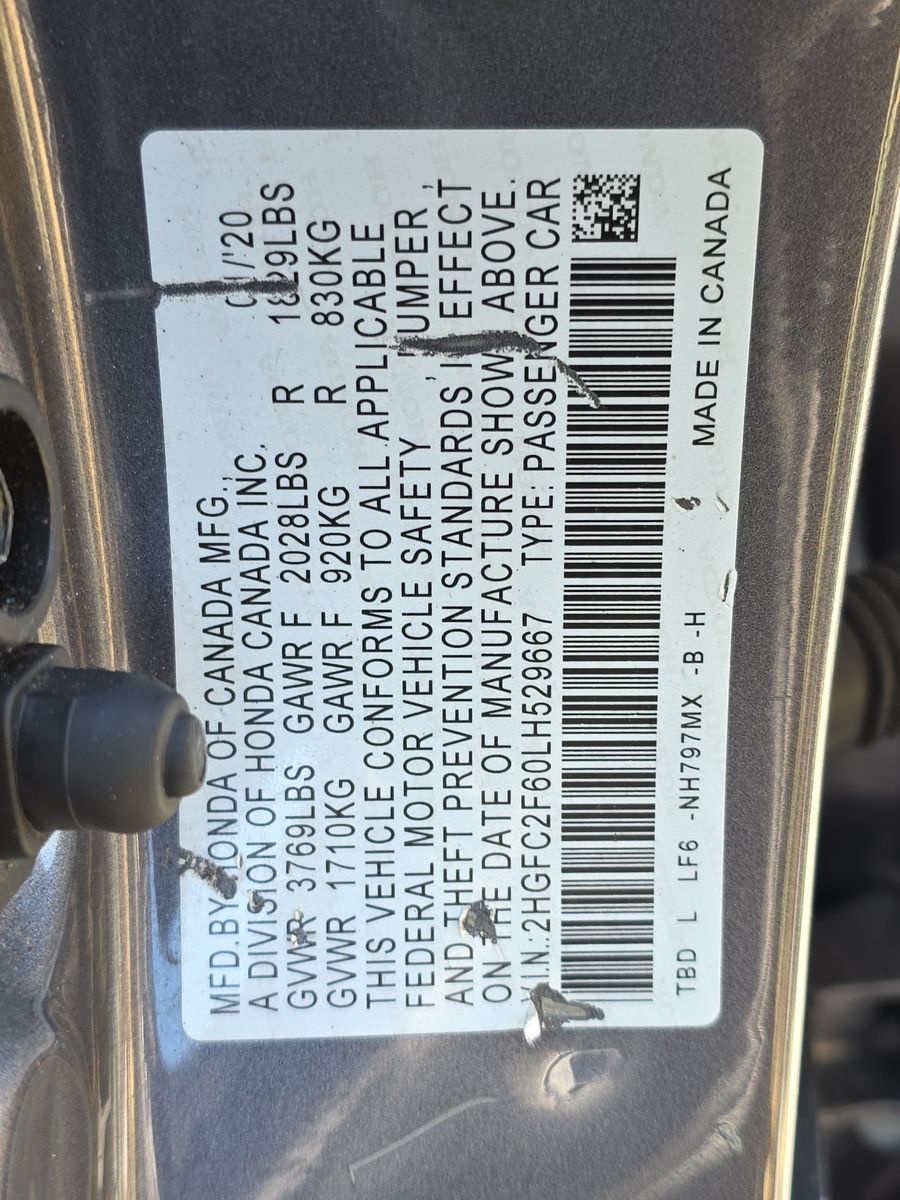 MFD.BY HONDA OF CANADA MFG.,
A DIVISION OF HONDA CANADA INC. /'20
GVWR 3769LBS GAWR F 2028LBS R 1829LBS
GVWR 1710KG GAWR F 920KG R 830KG
THIS VEHICLE CONFORMS TO ALL APPLICABLE
FEDERAL MOTOR VEHICLE SAFETY, BUMPER,
AND THEFT PREVENTION STANDARDS IN EFFECT
ON THE DATE OF MANUFACTURE SHOWN ABOVE.
V.I.N.:2HGFC2F60LH529667 TYPE: PASSENGER CAR
TBD L LF6 -NH797MX -B -H MADE IN CANADA